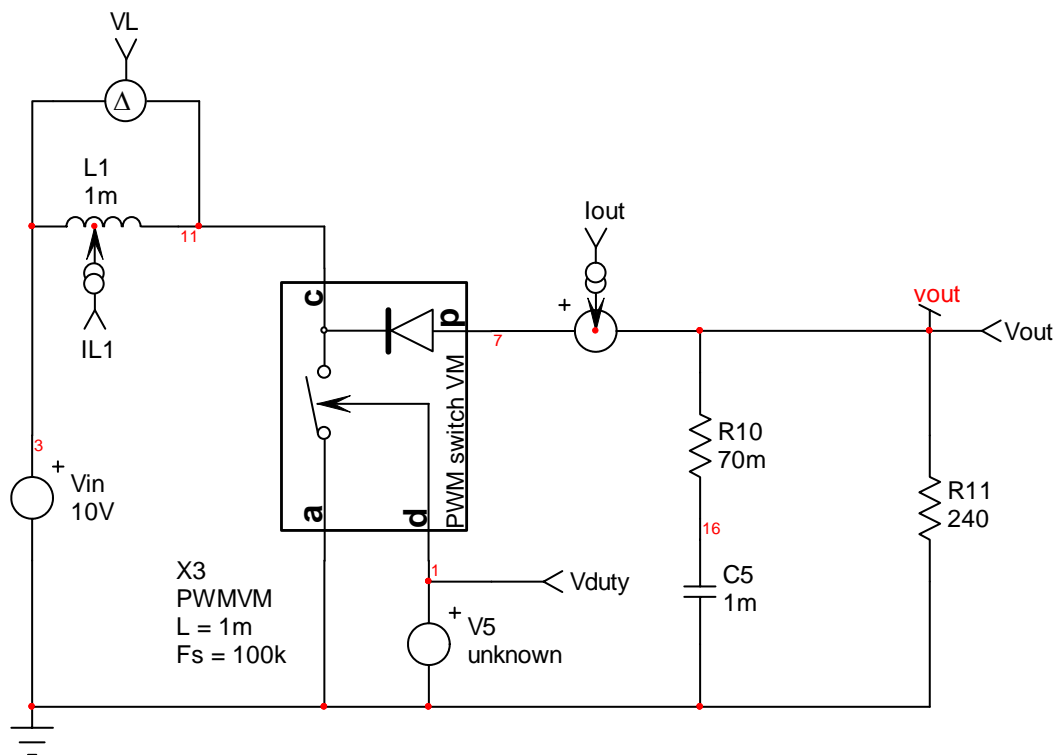 VL
Δ
L1
1m
11
IL1
Iout
+
vout
Vout
c
p
7
PWM switch VM
a
d
3
+
Vin
10V
R10
70m
R11
240
16
1
Vduty
C5
1m
X3
PWMVM
L = 1m
Fs = 100k
+
V5
unknown